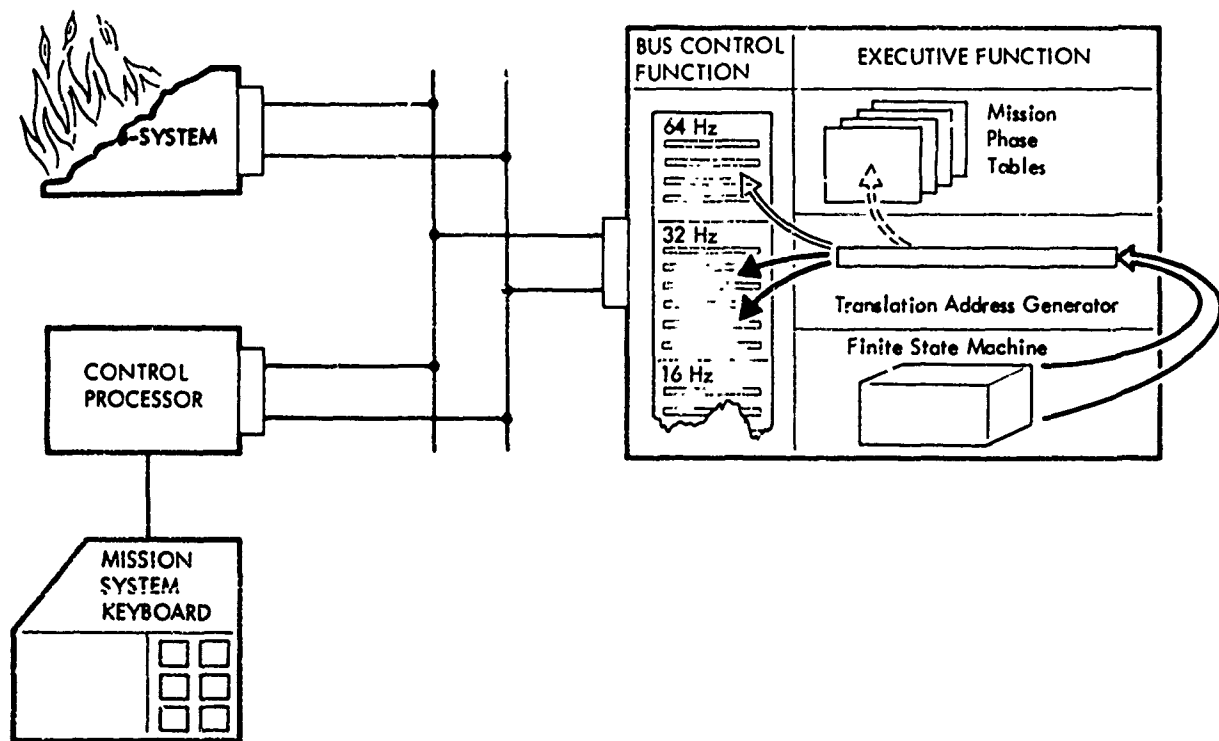 -SYSTEM
CONTROL
PROCESSOR
MISSION
SYSTEM
KEYBOARD
BUS CONTROL
FUNCTION
EXECUTIVE FUNCTION
64 Hz
32 Hz
16 Hz
Mission
Phase
Tables
Translation Address Generator
Finite State Machine